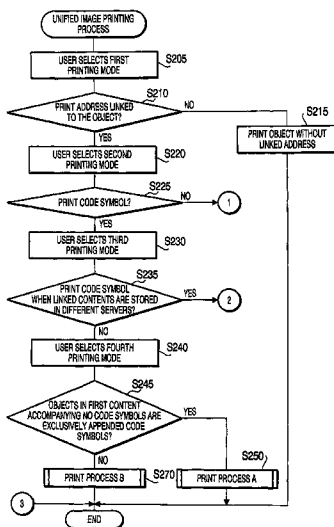 UNIFIED IMAGE PRINTING
PROCESS
S205
USER SELECTS FIRST
PRINTING MODE
S210
PRINT ADDRESS LINKED
TO THE OBJECT?
NO
S215
PRINT OBJECT WITHOUT
LINKED ADDRESS
YES
S220
USER SELECTS SECOND
PRINTING MODE
S225
PRINT CODE SYMBOL?
NO
1
YES
S230
USER SELECTS THIRD
PRINTING MODE
S235
PRINT CODE SYMBOL
WHEN LINKED CONTENTS ARE STORED
IN DIFFERENT SERVERS?
YES
2
NO
S240
USER SELECTS FOURTH
PRINTING MODE
S245
OBJECTS IN FIRST CONTENT
ACCOMPANYING NO CODE SYMBOLS ARE
EXCLUSIVELY APPENDED CODE
SYMBOLS?
YES
NO
S270
PRINT PROCESS B
S250
PRINT PROCESS A
3
END